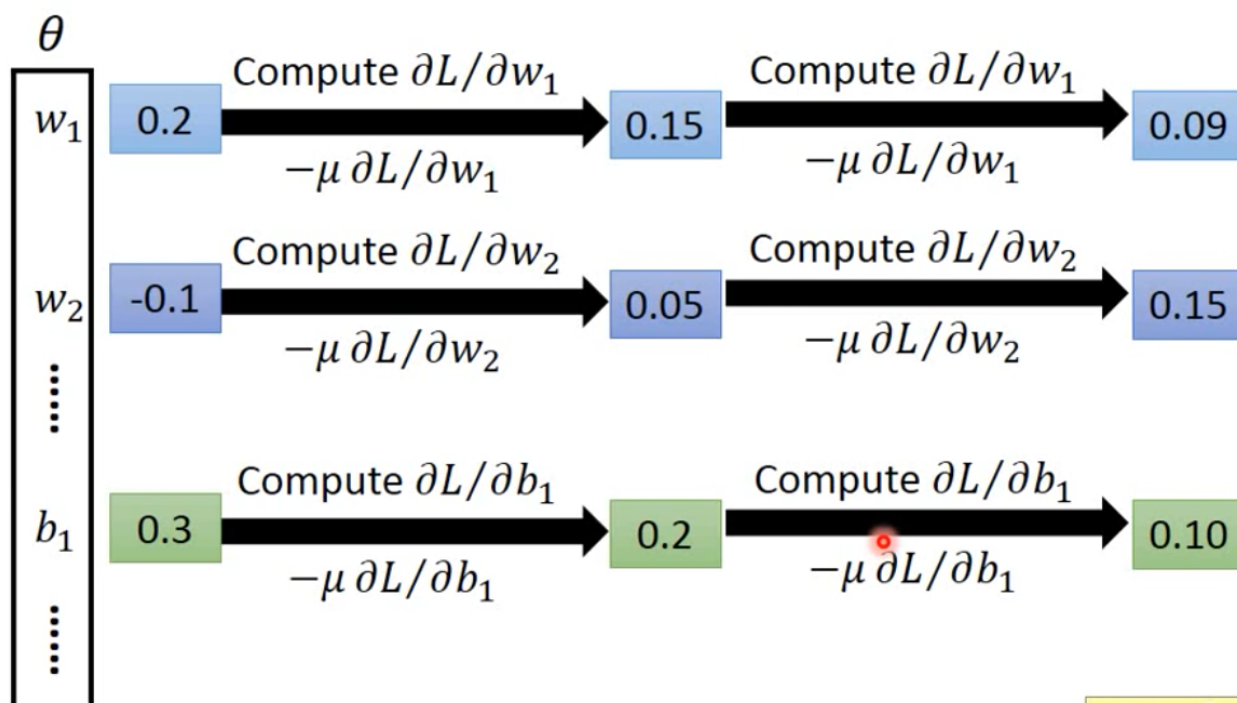 θ
Compute ∂L/∂w₁ Compute ∂L/∂w₁
w₁ 0.2 0.15 0.09
−μ ∂L/∂w₁ −μ ∂L/∂w₁
Compute ∂L/∂w₂ Compute ∂L/∂w₂
w₂ -0.1 0.05 0.15
−μ ∂L/∂w₂ −μ ∂L/∂w₂
......
Compute ∂L/∂b₁ Compute ∂L/∂b₁
b₁ 0.3 0.2 0.10
−μ ∂L/∂b₁ −μ ∂L/∂b₁
......